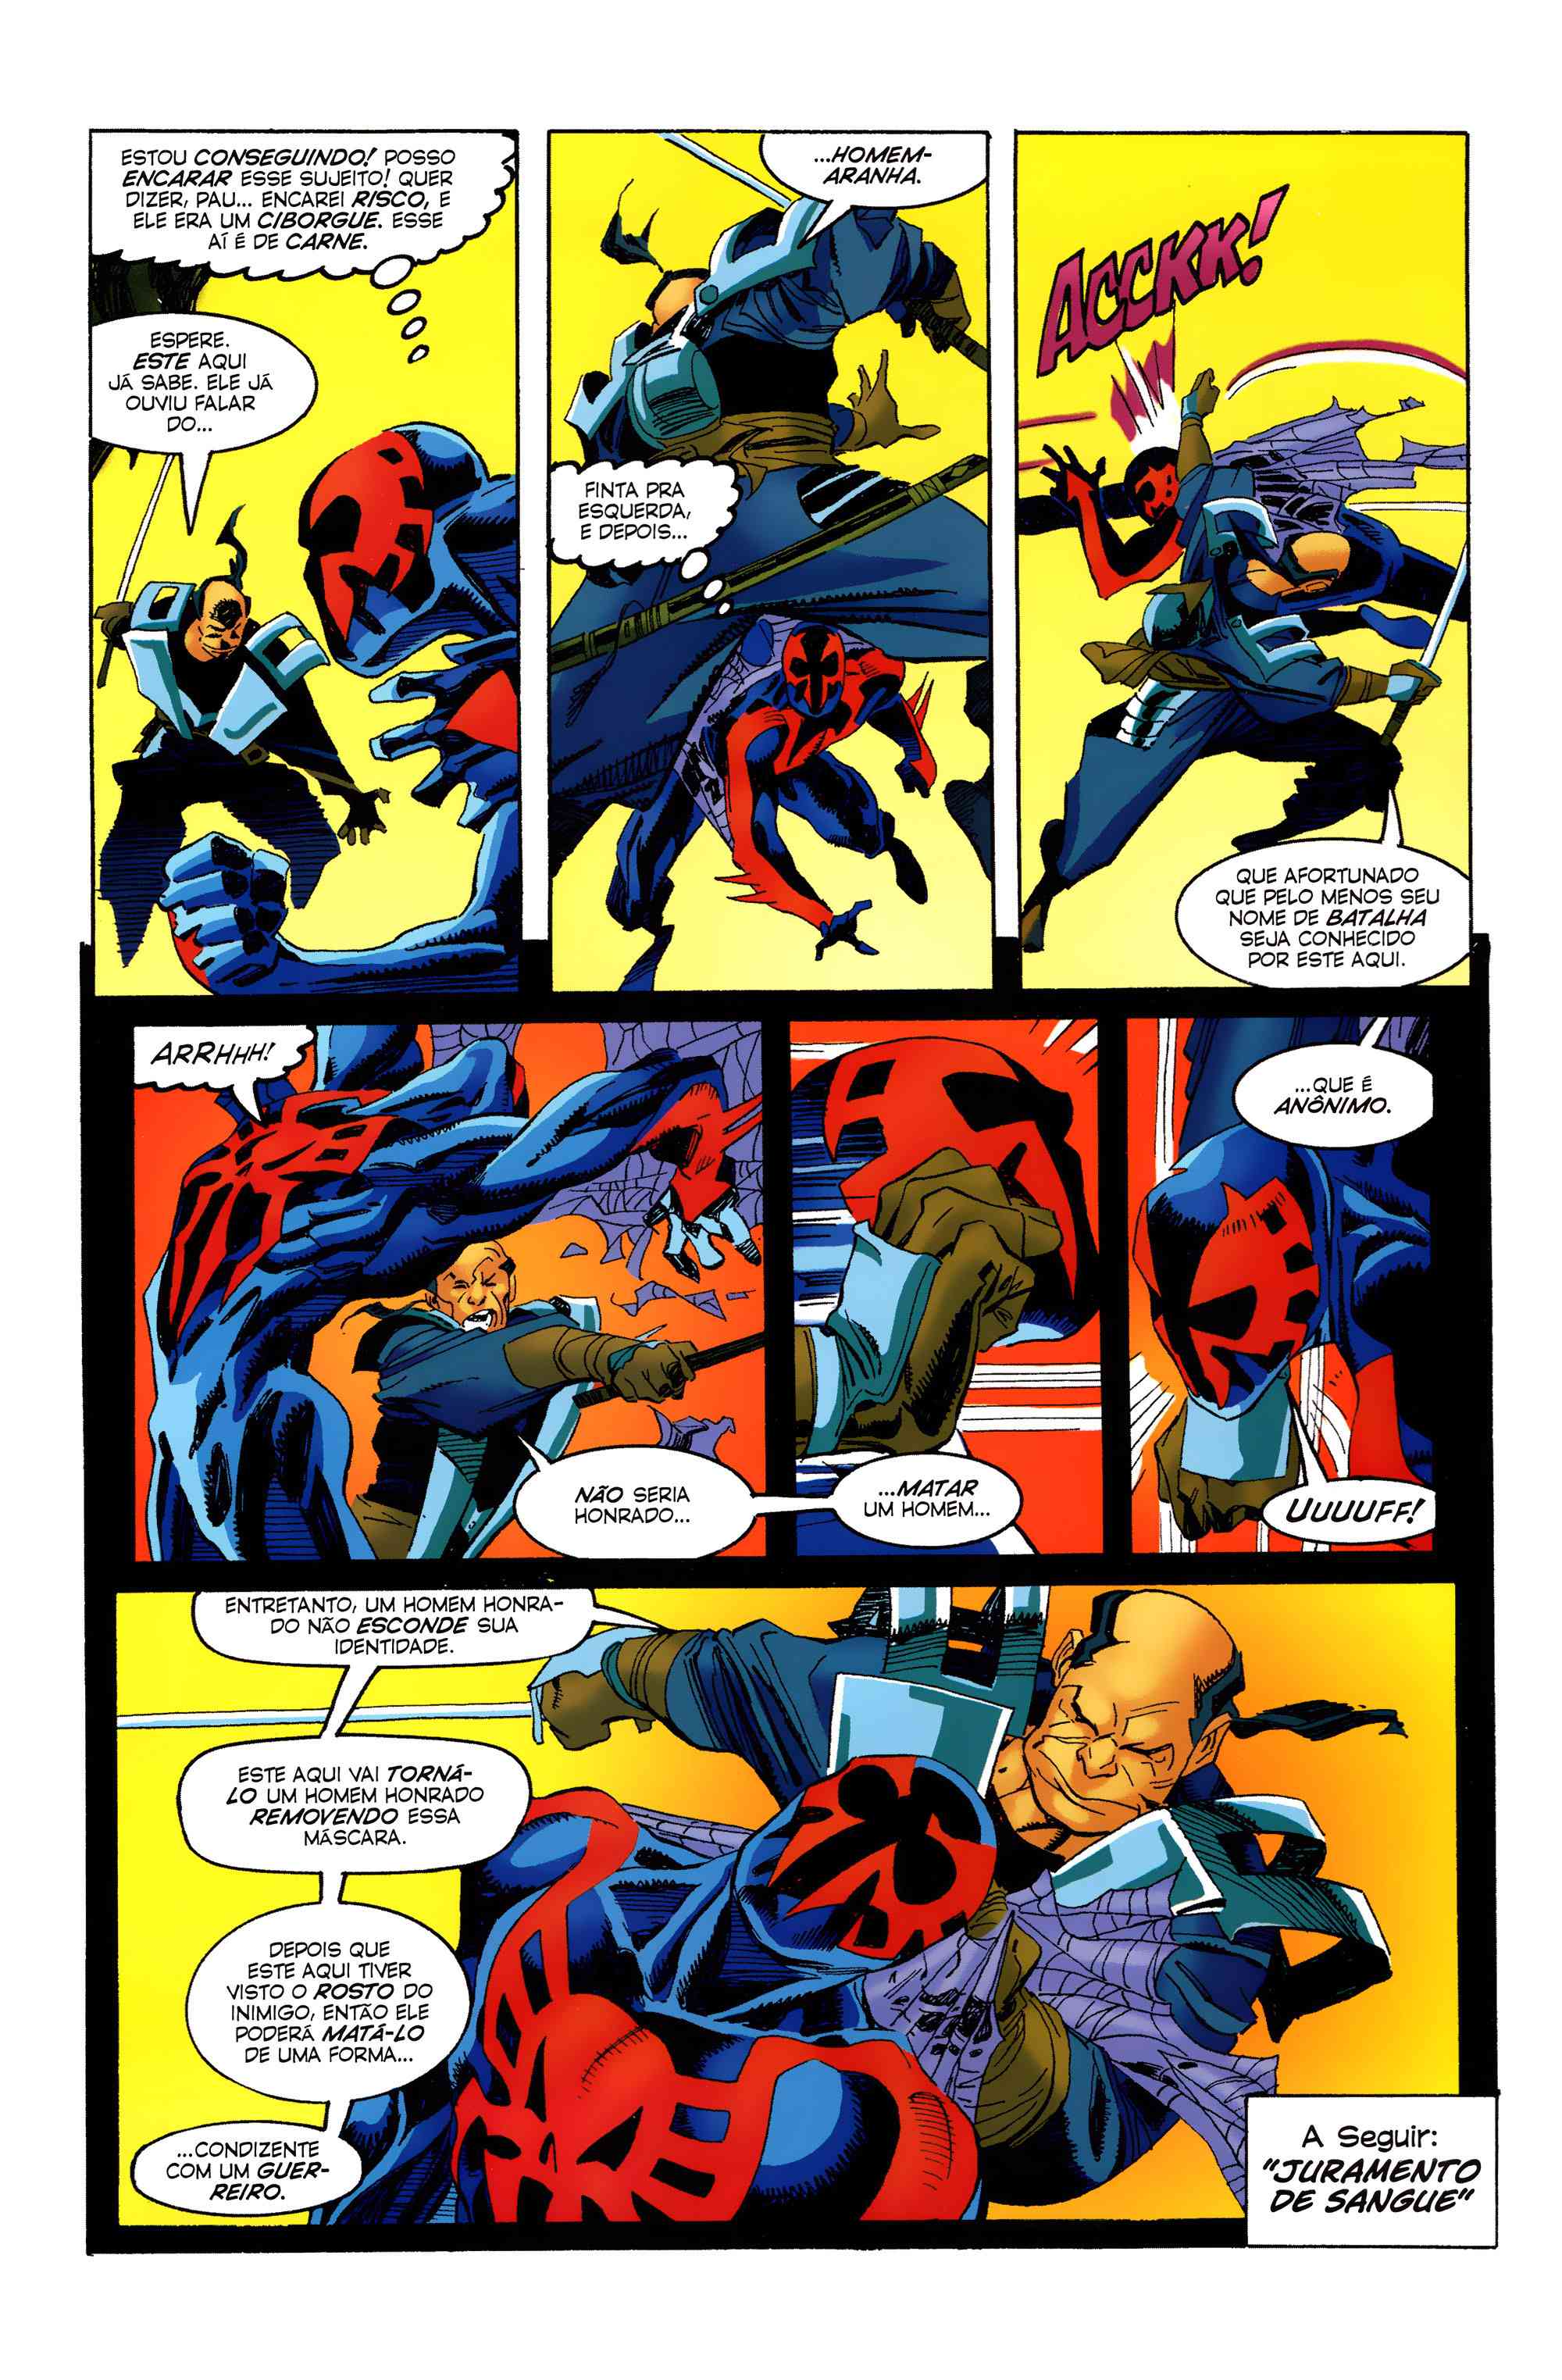 ESTOU CONSEGUINDO! POSSO
ENCARAR ESSE SUJEITO! QUER
DIZER, PAU... ENCAREI RISCO, E
ELE ERA UM CIBORGUE. ESSE
AÍ É DE CARNE.
ESPERE.
ESTE AQUI
JÁ SABE. ELE JÁ
OUVIU FALAR
DO...
...HOMEM-
ARANHA.
FINTA PRA
ESQUERDA,
E DEPOIS...
ACCKK!
QUE AFORTUNADO
QUE PELO MENOS SEU
NOME DE BATALHA
SEJA CONHECIDO
POR ESTE AQUI.
ARRHHH!
NÃO SERIA
HONRADO...
...MATAR
UM HOMEM...
...QUE É
ANÔNIMO.
UUUUFF!
ENTRETANTO, UM HOMEM HONRA-
DO NÃO ESCONDE SUA
IDENTIDADE.
ESTE AQUI VAI TORNÁ-
LO UM HOMEM HONRADO
REMOVENDO ESSA
MÁSCARA.
DEPOIS QUE
ESTE AQUI TIVER
VISTO O ROSTO DO
INIMIGO, ENTÃO ELE
PODERÁ MATÁ-LO
DE UMA FORMA...
...CONDIZENTE
COM UM GUER-
REIRO.
A Seguir:
"JURAMENTO
DE SANGUE"